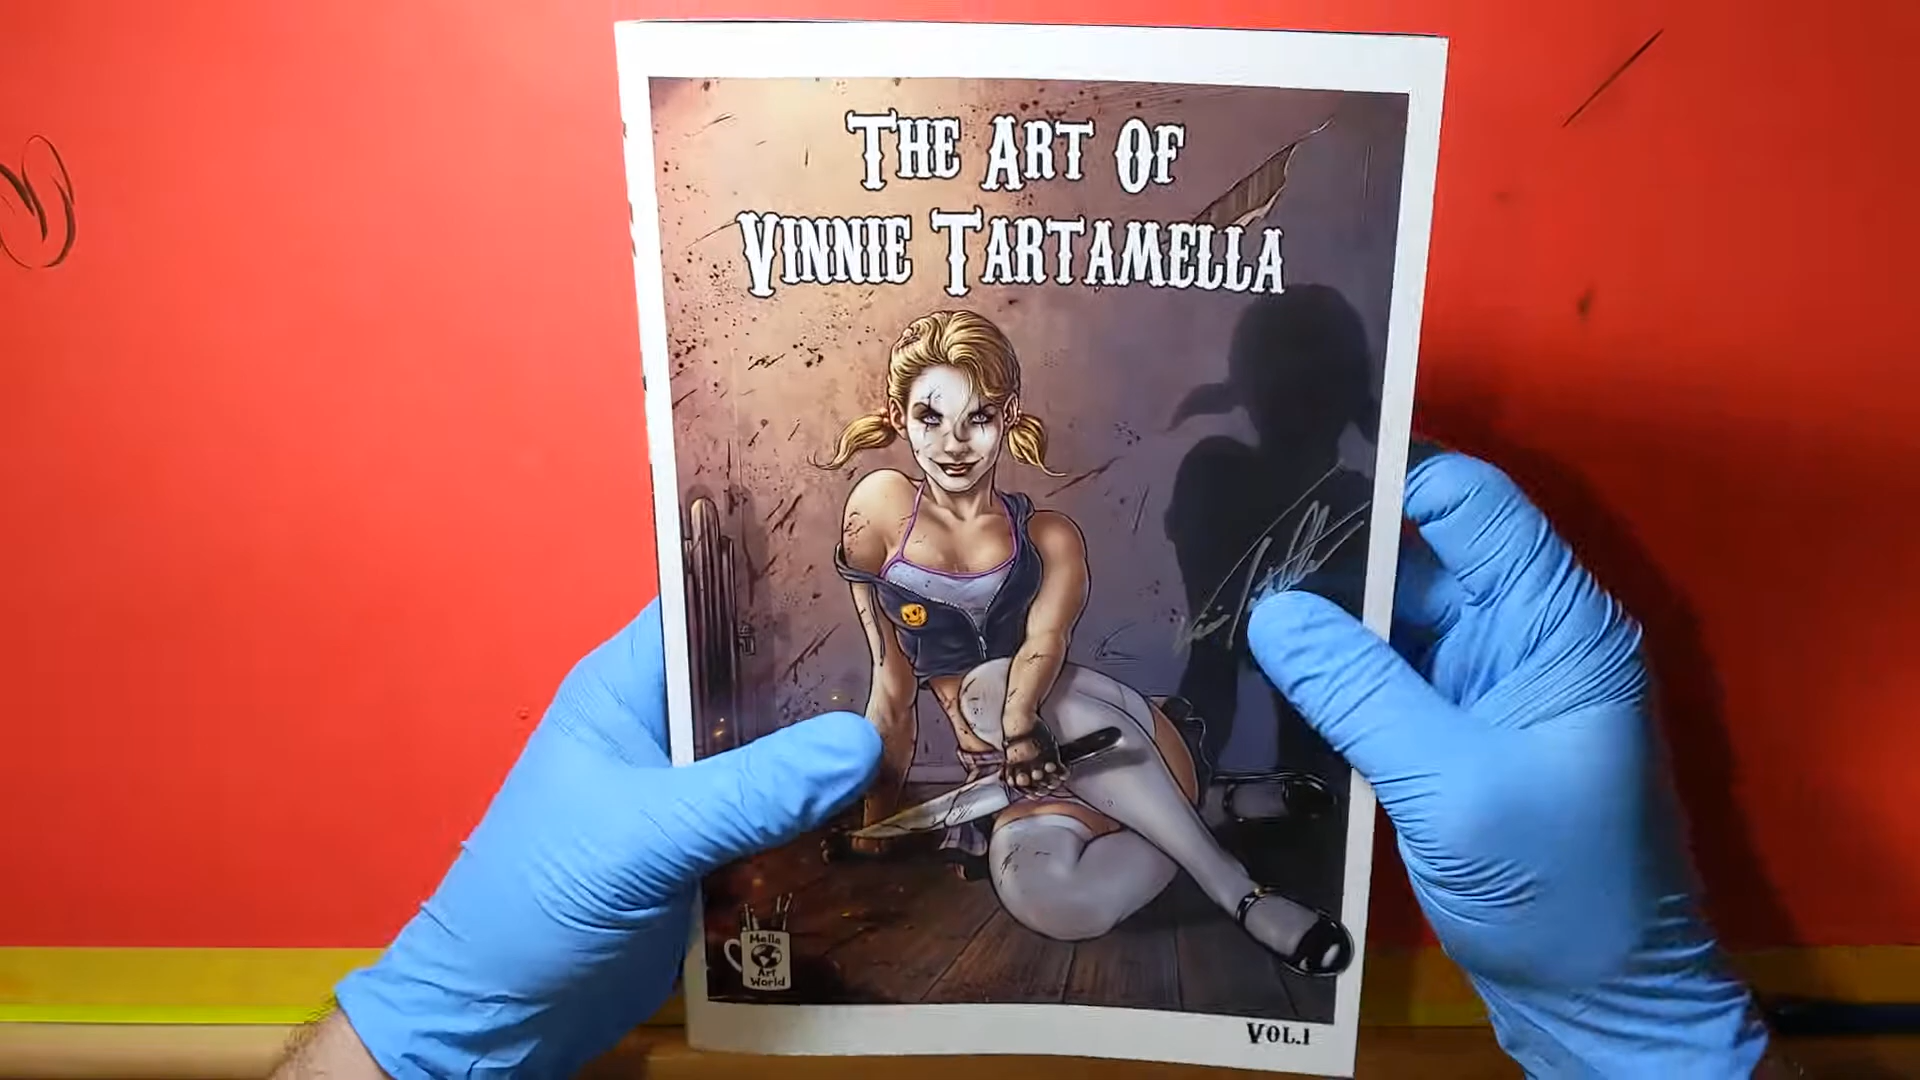 The Art Of
Vinnie Tartamella
Mella
Art
World
Vol.1